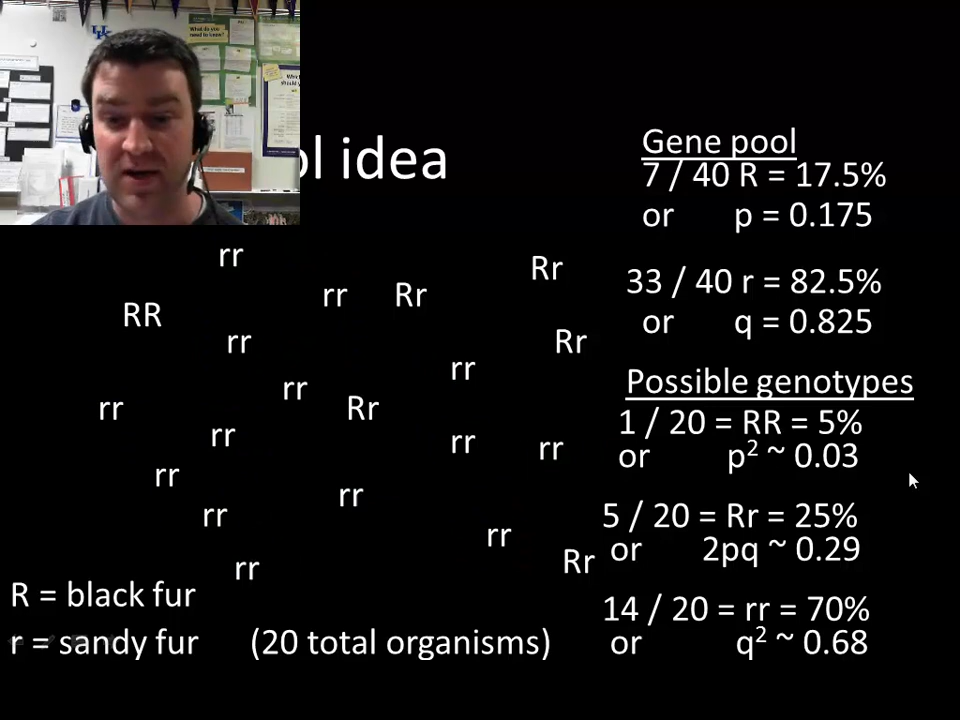 ol idea
Gene pool
7 / 40 R = 17.5%
or p = 0.175
33 / 40 r = 82.5%
or q = 0.825
Possible genotypes
1 / 20 = RR = 5%
or p² ~ 0.03
5 / 20 = Rr = 25%
or 2pq ~ 0.29
14 / 20 = rr = 70%
or q² ~ 0.68
rr
Rr
rr Rr
RR
rr
Rr
rr
rr
rr
Rr
rr
rr
rr
rr
rr
rr
rr
Rr
rr
R = black fur
r = sandy fur (20 total organisms)